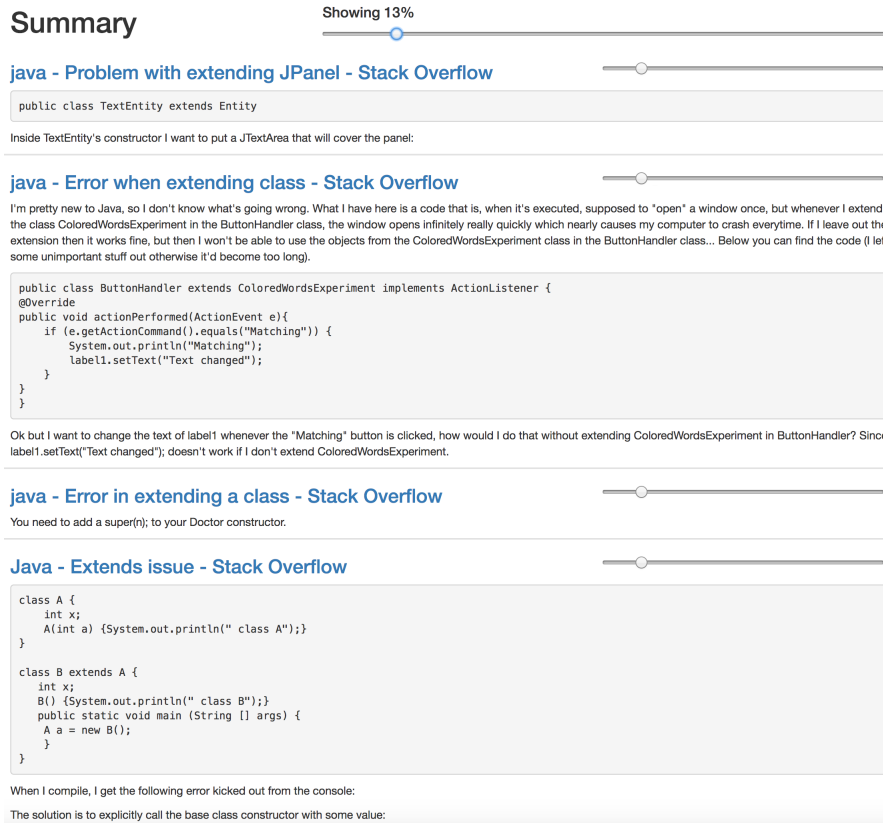 Summary
Showing 13%
java - Problem with extending JPanel - Stack Overflow
public class TextEntity extends Entity
Inside TextEntity's constructor I want to put a JTextArea that will cover the panel:
java - Error when extending class - Stack Overflow
I'm pretty new to Java, so I don't know what's going wrong. What I have here is a code that is, when it's executed, supposed to "open" a window once, but whenever I extend
the class ColoredWordsExperiment in the ButtonHandler class, the window opens infinitely really quickly which nearly causes my computer to crash everytime. If I leave out the
extension then it works fine, but then I won't be able to use the objects from the ColoredWordsExperiment class in the ButtonHandler class... Below you can find the code (I
some unimportant stuff out otherwise it'd become too long).
public class ButtonHandler extends ColoredWordsExperiment implements ActionListener {
@Override
public void actionPerformed(ActionEvent e){
    if (e.getActionCommand().equals("Matching")) {
        System.out.println("Matching");
        label1.setText("Text changed");
    }
}
}
Ok but I want to change the text of label1 whenever the "Matching" button is clicked, how would I do that without extending ColoredWordsExperiment in ButtonHandler?
label1.setText("Text changed"); doesn't work if I don't extend ColoredWordsExperiment.
java - Error in extending a class - Stack Overflow
You need to add a super(n); to your Doctor constructor.
Java - Extends issue - Stack Overflow
class A {
    int x;
    A(int a) {System.out.println(" class A");}
}
class B extends A {
   int x;
   B() {System.out.println(" class B");}
   public static void main (String [] args) {
    A a = new B();
    }
}
When I compile, I get the following error kicked out from the console:
The solution is to explicitly call the base class constructor with some value: